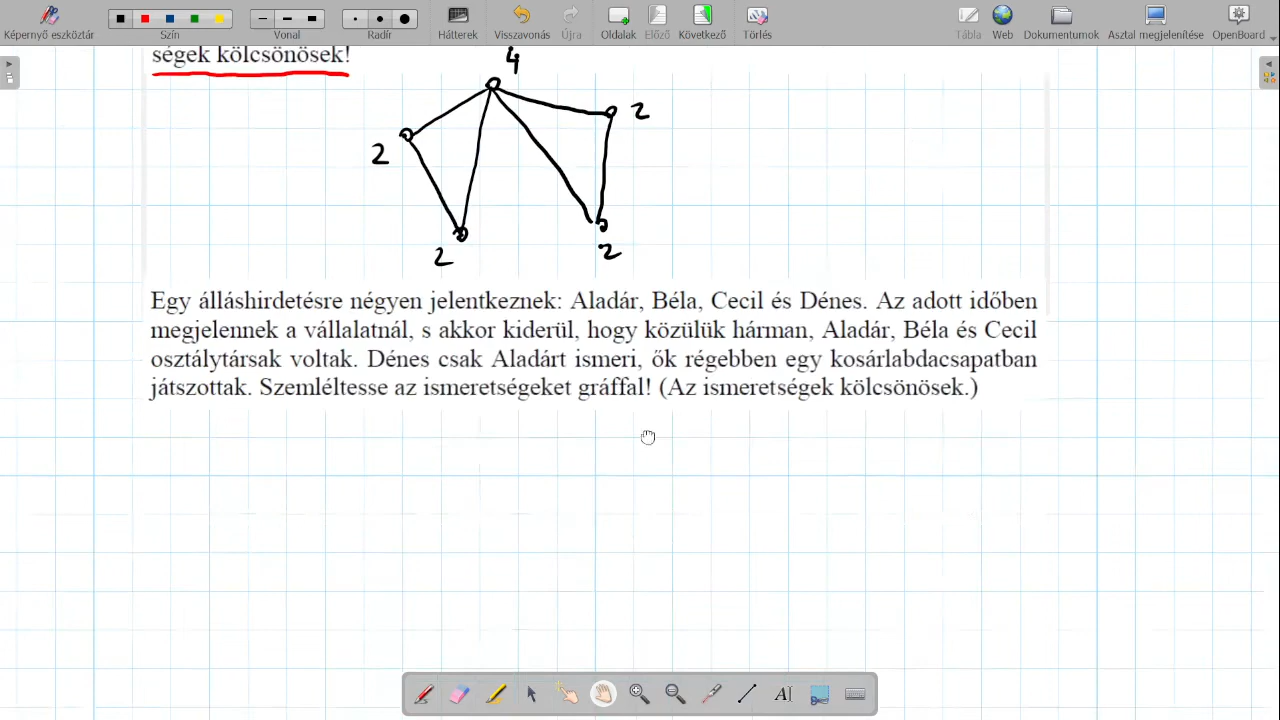 Képernyő eszköztár
Szín
Vonal
Radír
Hátterek
Visszavonás
Újra
Oldalak
Előző
Következő
Törlés
Tábla
Web
Dokumentumok
Asztal megjelenítése
OpenBoard
ségek kölcsönösek!
4
2
2
2
2
Egy álláshirdetésre négyen jelentkeznek: Aladár, Béla, Cecil és Dénes. Az adott időben
megjelennek a vállalatnál, s akkor kiderül, hogy közülük hárman, Aladár, Béla és Cecil
osztálytársak voltak. Dénes csak Aladárt ismeri, ők régebben egy kosárlabdacsapatban
játszottak. Szemléltesse az ismeretségeket gráffal! (Az ismeretségek kölcsönösek.)